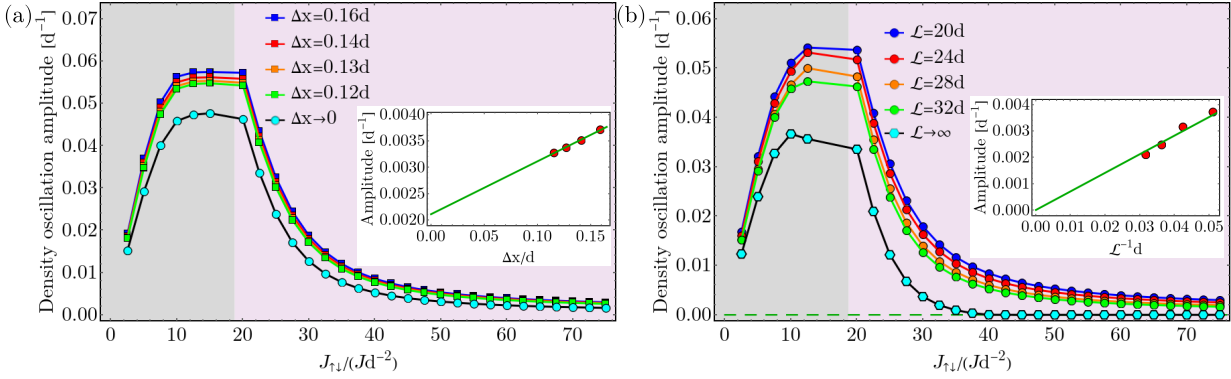 (a)
Density oscillation amplitude [d⁻¹]
0.07
0.06
0.05
0.04
0.03
0.02
0.01
0.00
Δx=0.16d
Δx=0.14d
Δx=0.13d
Δx=0.12d
Δx→0
Amplitude [d⁻¹]
0.0040
0.0035
0.0030
0.0025
0.0020
0.00 0.05 0.10 0.15
Δx/d
0 10 20 30 40 50 60 70
J↑↓/(Jd⁻²)
(b)
Density oscillation amplitude [d⁻¹]
0.06
0.05
0.04
0.03
0.02
0.01
0.00
ℒ=20d
ℒ=24d
ℒ=28d
ℒ=32d
ℒ→∞
Amplitude [d⁻¹]
0.004
0.003
0.002
0.001
0.000
0.00 0.01 0.02 0.03 0.04 0.05
ℒ⁻¹d
0 10 20 30 40 50 60 70
J↑↓/(Jd⁻²)